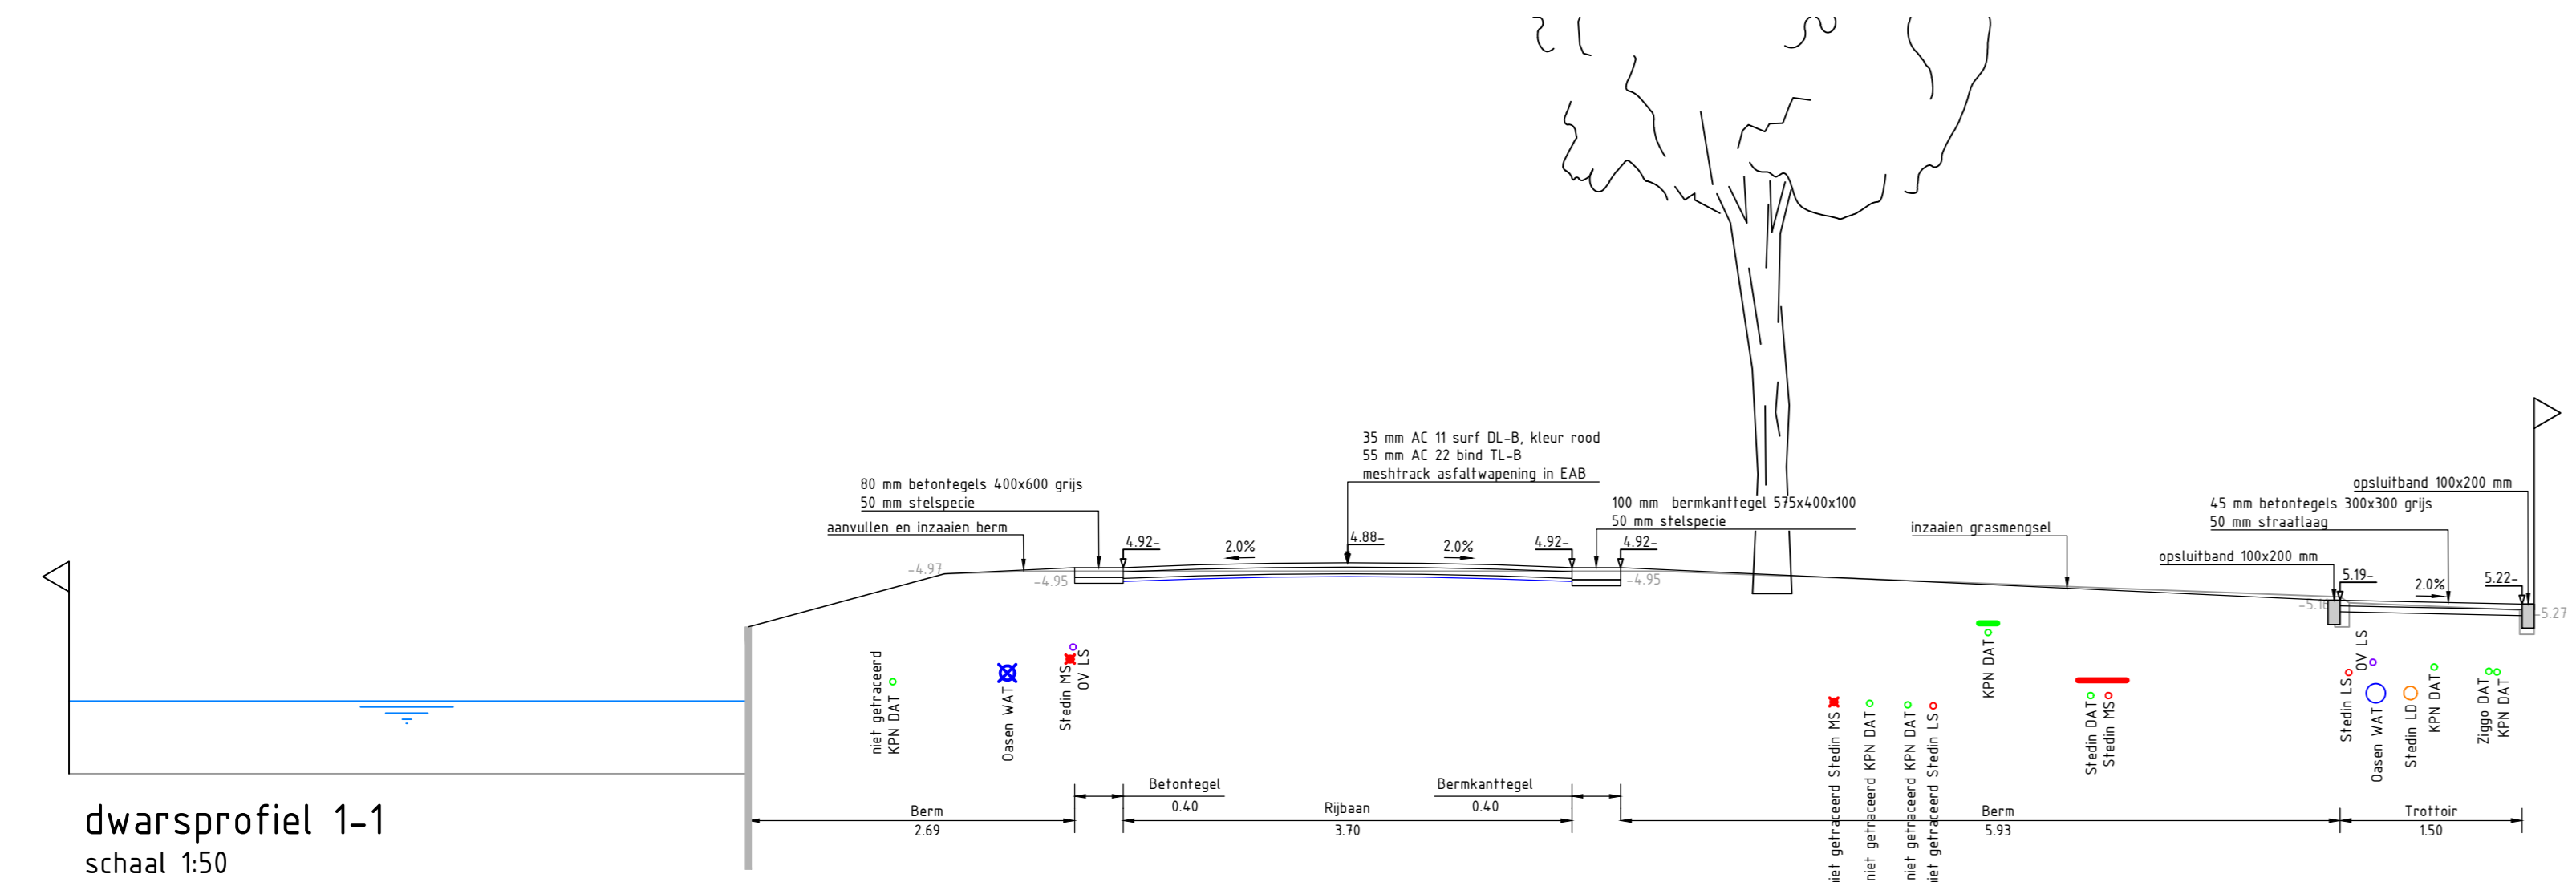 35 mm AC 11 surf DL-B, kleur rood
55 mm AC 22 bind TL-B
meshtrack asfaltwapening in EAB
80 mm betontegels 400x600 grijs
50 mm stelspecie
aanvullen en inzaaien berm
100 mm bermkanttegel 575x400x100
50 mm stelspecie
inzaaien grasmengsel
opsluitband 100x200 mm
45 mm betontegels 300x300 grijs
50 mm straatlaag
opsluitband 100x200 mm
-4.97
-4.95
4.92-
2.0%
4.88-
2.0%
4.92-
4.92-
-4.95
5.19-
2.0%
5.22-
-5.27
niet getraceerd
KPN DAT
Oasen WAT
Stedin MS
OV LS
niet getraceerd Stedin MS
niet getraceerd KPN DAT
niet getraceerd KPN DAT
niet getraceerd Stedin LS
KPN DAT
Stedin DAT
Stedin MS
Stedin LS
OV LS
Oasen WAT
Stedin LD
KPN DAT
Ziggo DAT
KPN DAT
Berm
2.69
Betontegel
0.40
Rijbaan
3.70
Bermkanttegel
0.40
Berm
5.93
Trottoir
1.50
dwarsprofiel 1-1
schaal 1:50